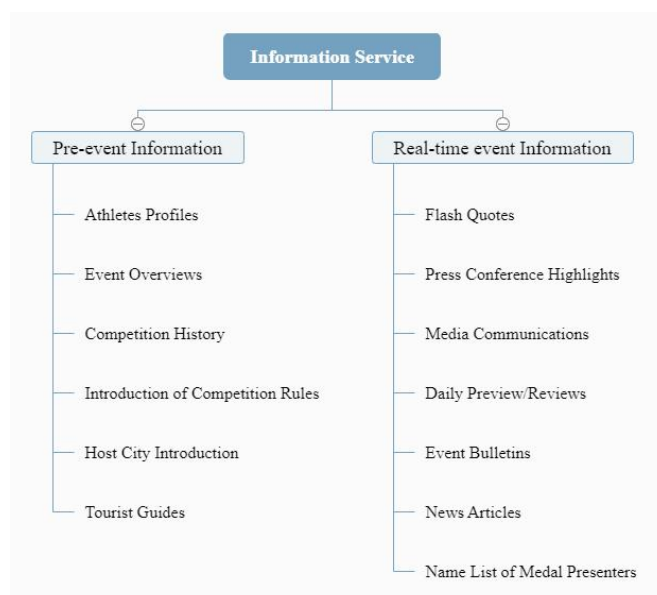 Information Service
Pre-event Information
Athletes Profiles
Event Overviews
Competition History
Introduction of Competition Rules
Host City Introduction
Tourist Guides
Real-time event Information
Flash Quotes
Press Conference Highlights
Media Communications
Daily Preview/Reviews
Event Bulletins
News Articles
Name List of Medal Presenters